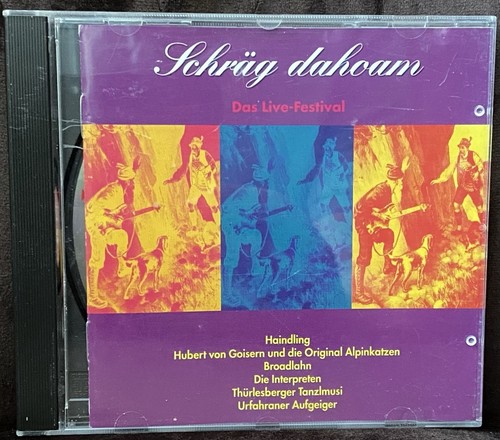 Schräg dahoam
Das Live-Festival
Haindling
Hubert von Goisern und die Original Alpinkatzen
Broadlahn
Die Interpreten
Thürlesberger Tanzlmusi
Urfahraner Aufgeiger